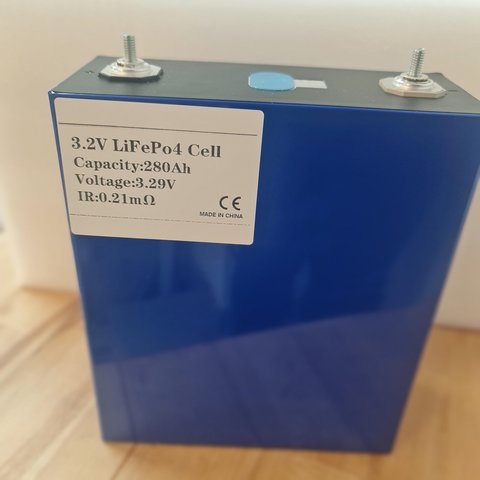 3.2V LiFePo4 Cell
Capacity:280Ah
Voltage:3.29V
IR:0.21mΩ
CE
MADE IN CHINA